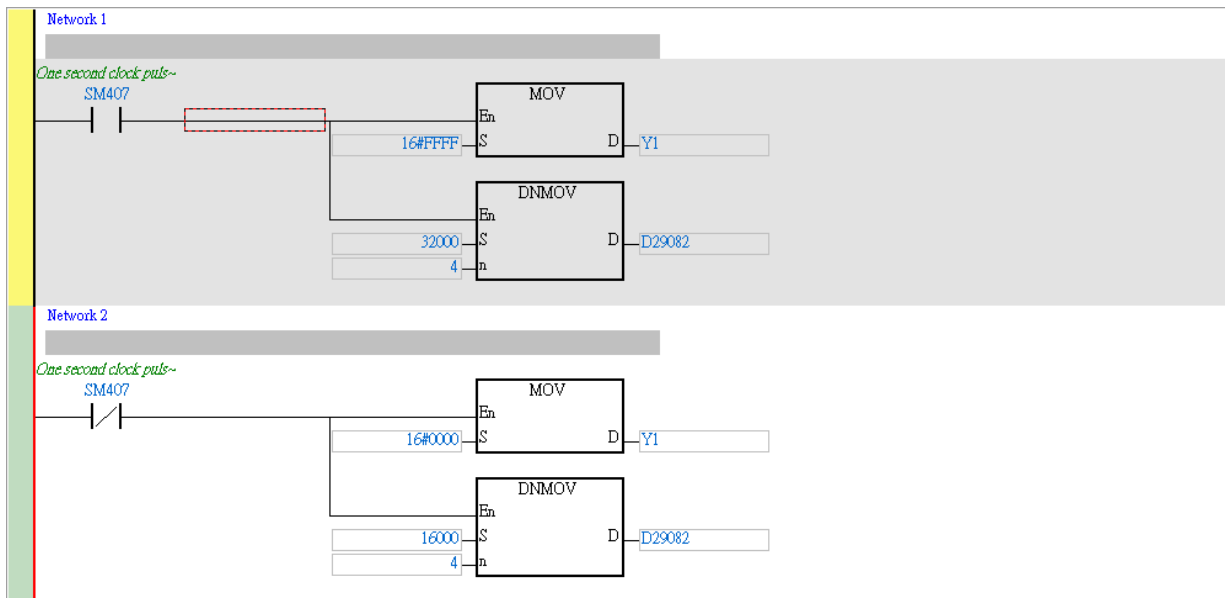 Network 1
One second clock puls~
SM407
MOV
En
16#FFFF S D Y1
DNMOV
En
32000 S D D29082
4 n
Network 2
One second clock puls~
SM407
MOV
En
16#0000 S D Y1
DNMOV
En
16000 S D D29082
4 n